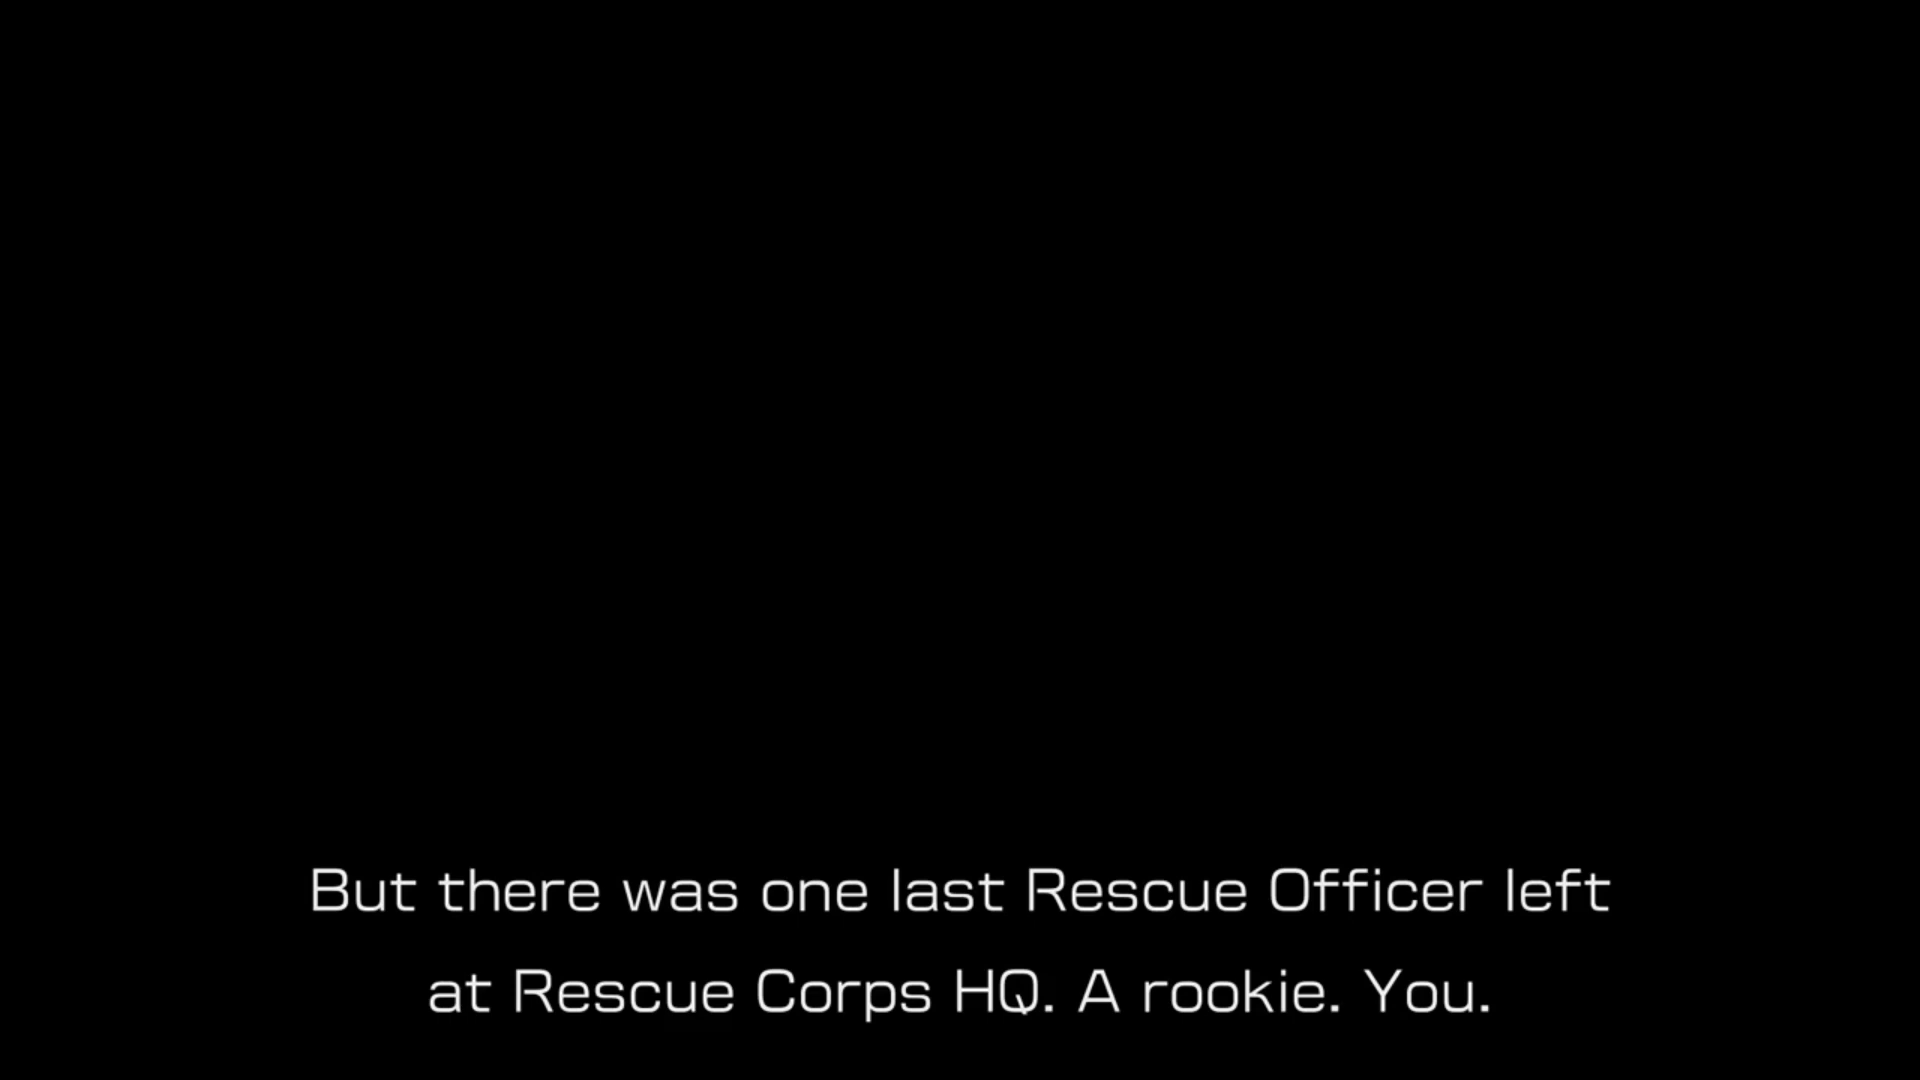 But there was one last Rescue Officer left
at Rescue Corps HQ. A rookie. You.